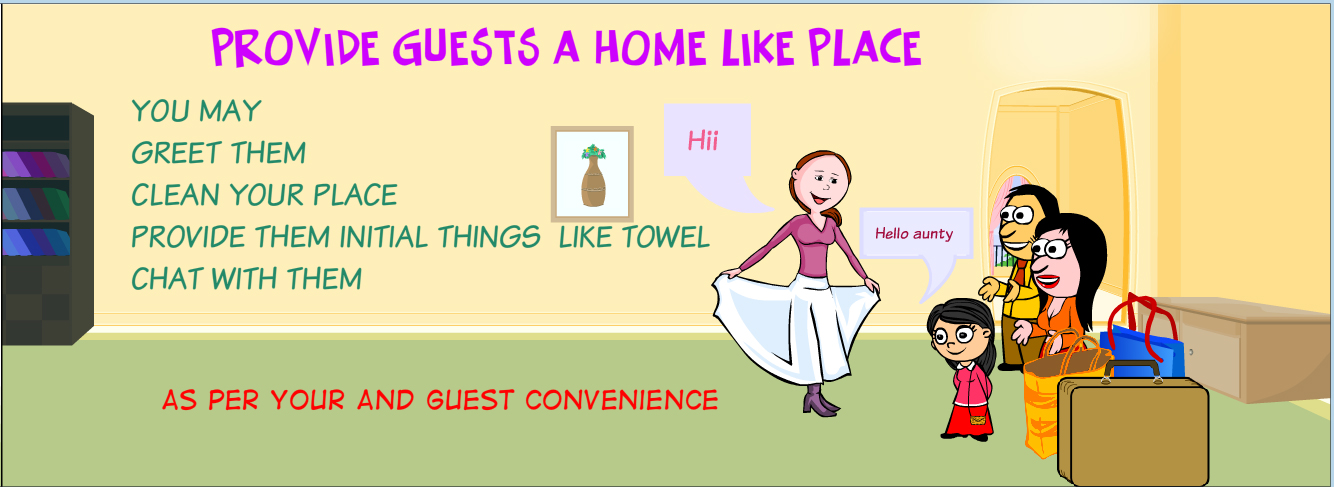 PROVIDE GUESTS A HOME LIKE PLACE
YOU MAY
GREET THEM
CLEAN YOUR PLACE
PROVIDE THEM INITIAL THINGS LIKE TOWEL
CHAT WITH THEM
Hii
Hello aunty
AS PER YOUR AND GUEST CONVENIENCE